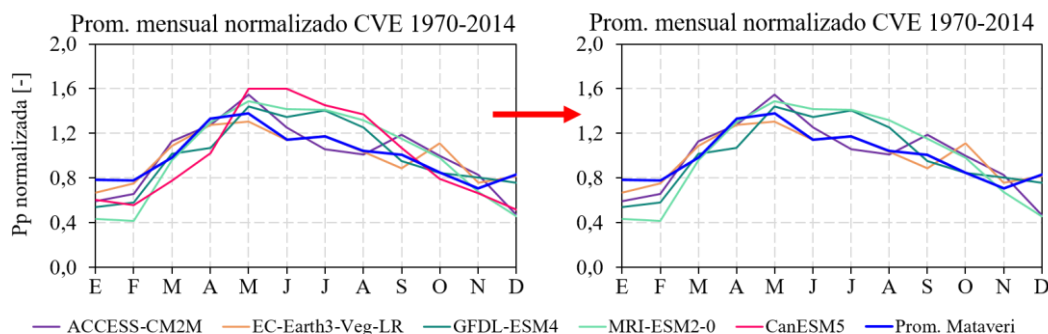 Prom. mensual normalizado CVE 1970-2014
Prom. mensual normalizado CVE 1970-2014
Pp normalizada [-]
2,0
1,6
1,2
0,8
0,4
0,0
E F M A M J J A S O N D
2,0
1,6
1,2
0,8
0,4
0,0
E F M A M J J A S O N D
ACCESS-CM2M EC-Earth3-Veg-LR GFDL-ESM4 MRI-ESM2-0 CanESM5 Prom. Mataveri